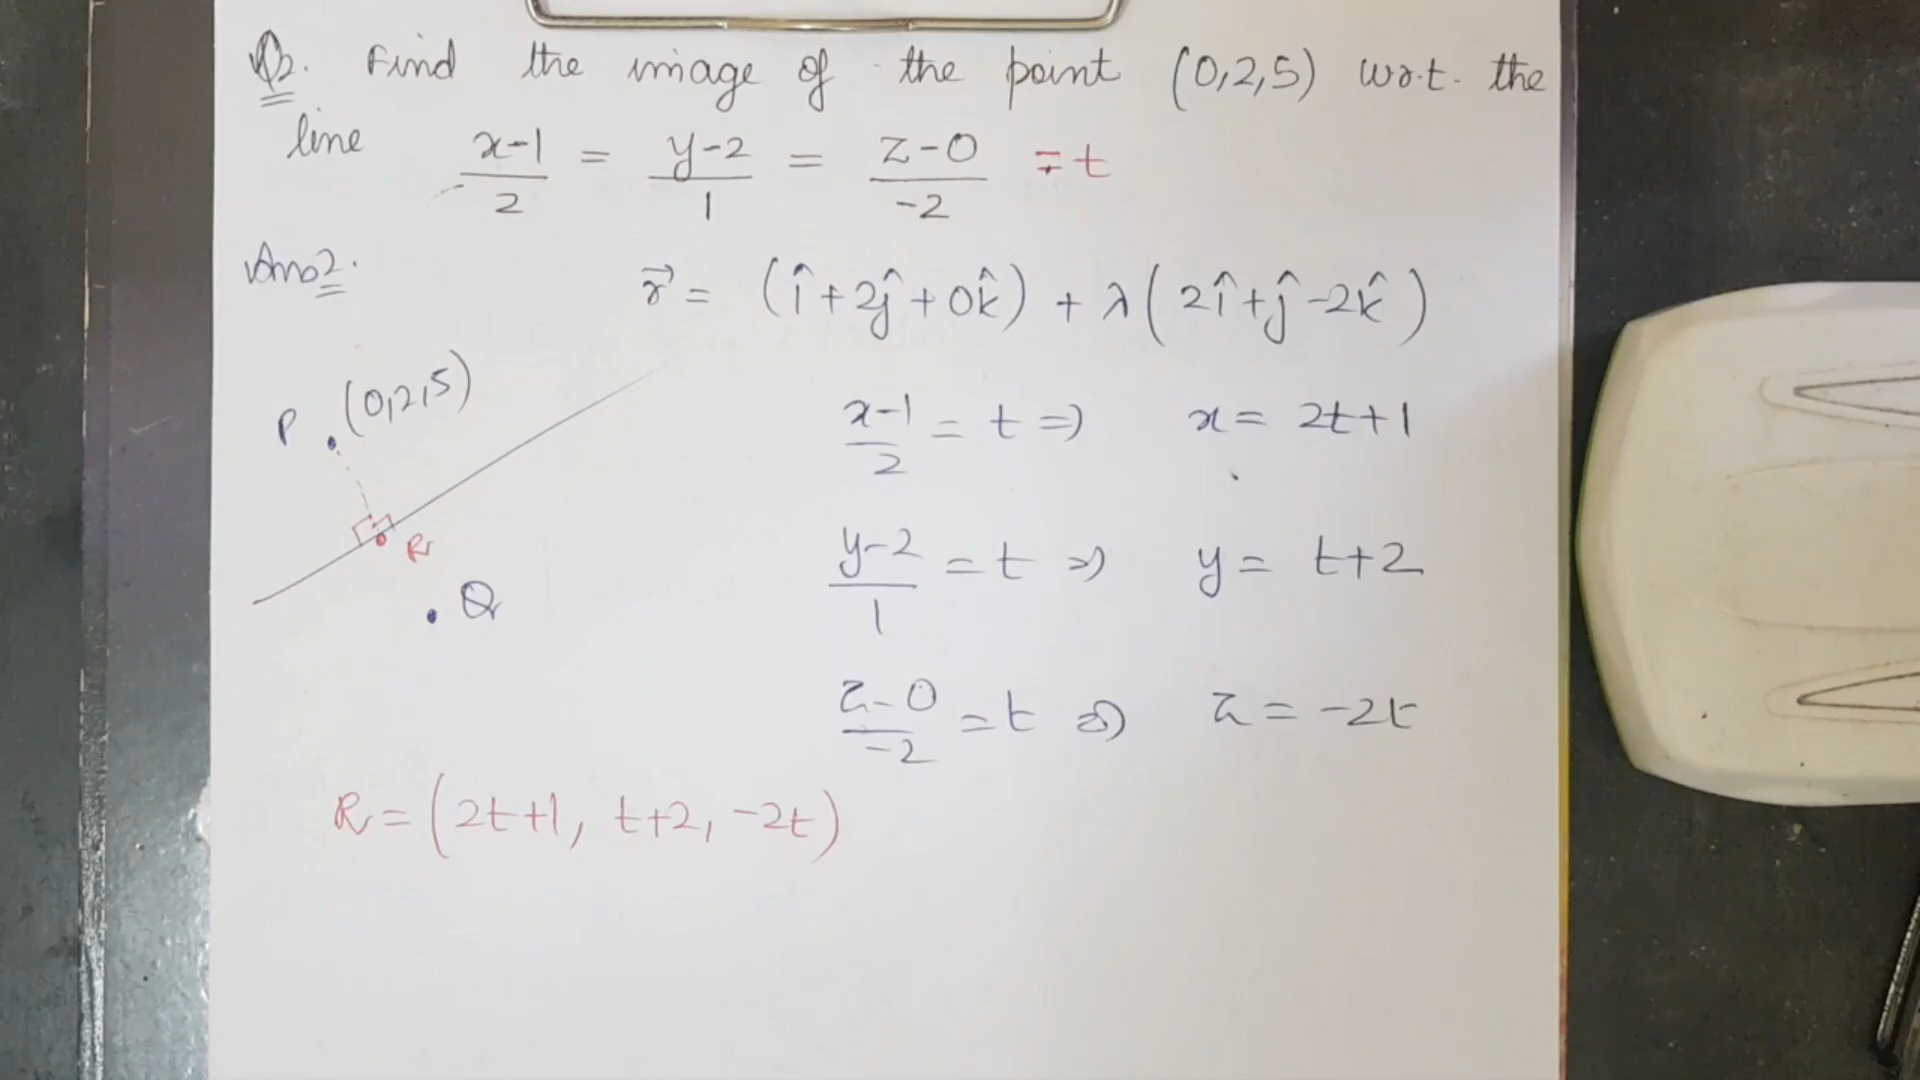 Q2. Find the image of the point (0,2,5) w.r.t. the
line (x-1)/2 = (y-2)/1 = (z-0)/-2 = t
Ans2. r⃗ = (î+2ĵ+0k̂) + λ(2î+ĵ-2k̂)
P . (0,2,5)
x-1/2 = t => x = 2t+1
R
y-2/1 = t => y = t+2
. Q
z-0/-2 = t => z = -2t
R = (2t+1, t+2, -2t)